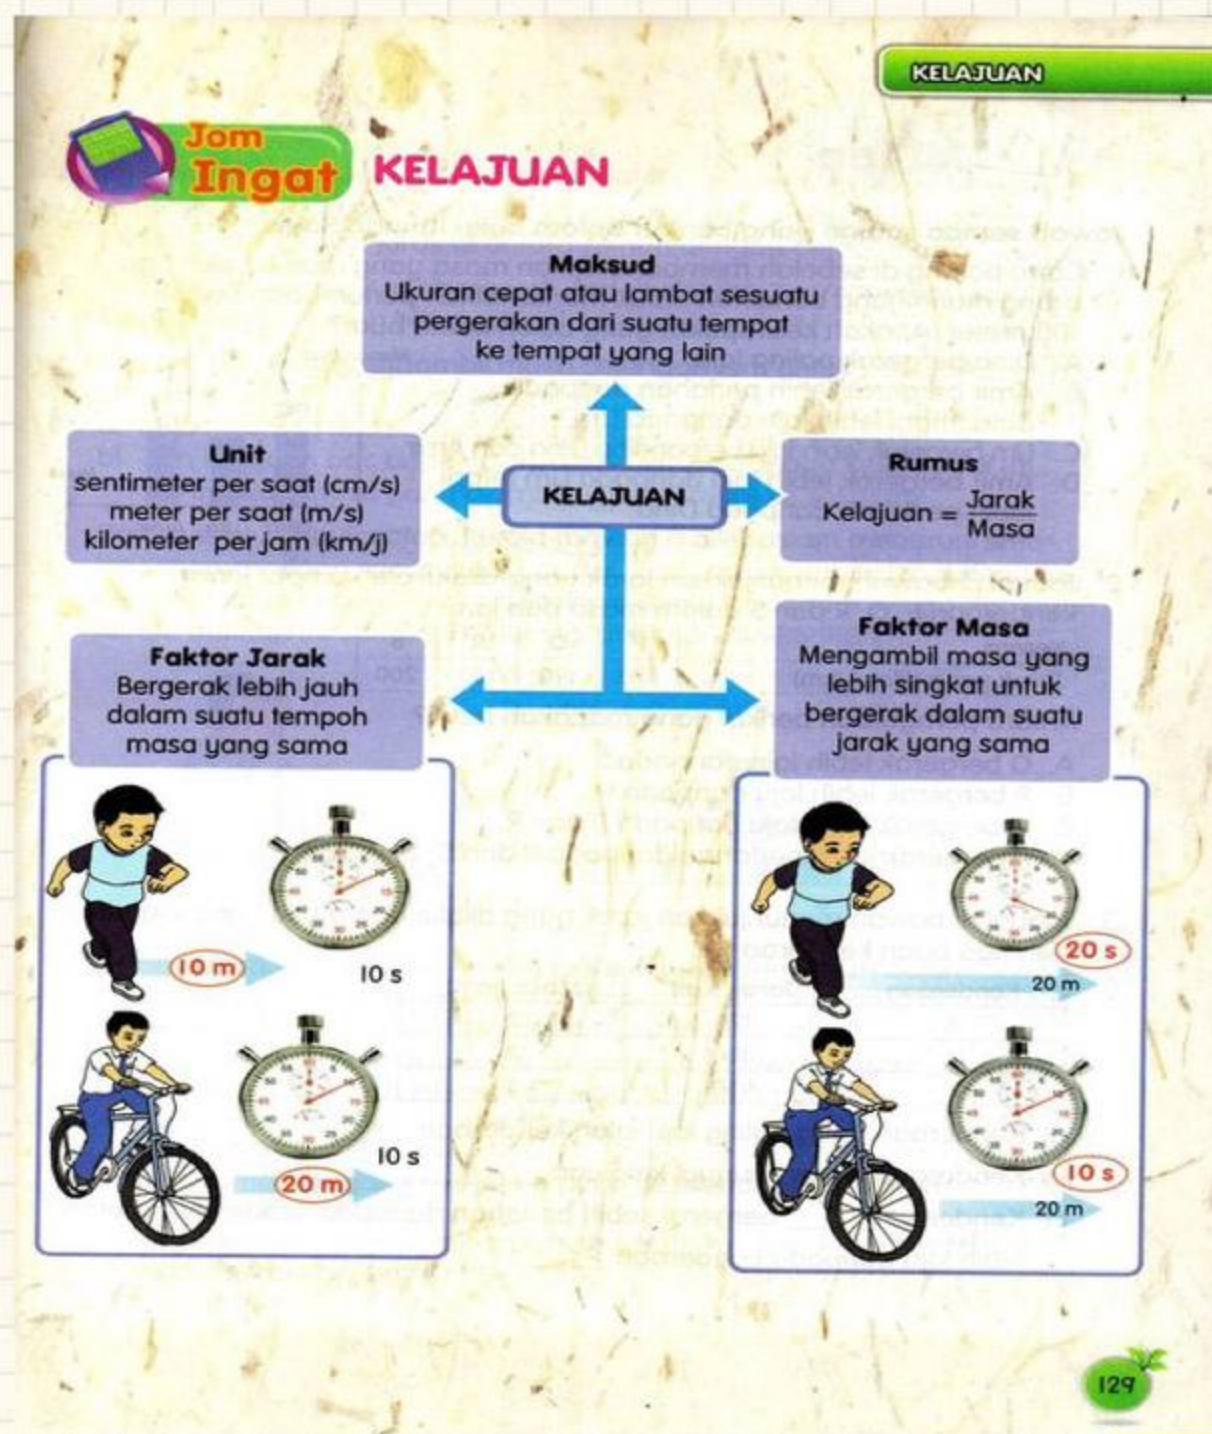 KELAJUAN
Jom
Ingat
KELAJUAN
Maksud
Ukuran cepat atau lambat sesuatu
pergerakan dari suatu tempat
ke tempat yang lain
Unit
sentimeter per saat (cm/s)
meter per saat (m/s)
kilometer per jam (km/j)
KELAJUAN
Rumus
Kelajuan = Jarak
Masa
Faktor Jarak
Bergerak lebih jauh
dalam suatu tempoh
masa yang sama
Faktor Masa
Mengambil masa yang
lebih singkat untuk
bergerak dalam suatu
jarak yang sama
10 m
10 s
20 m
10 s
20 s
20 m
10 s
20 m
129